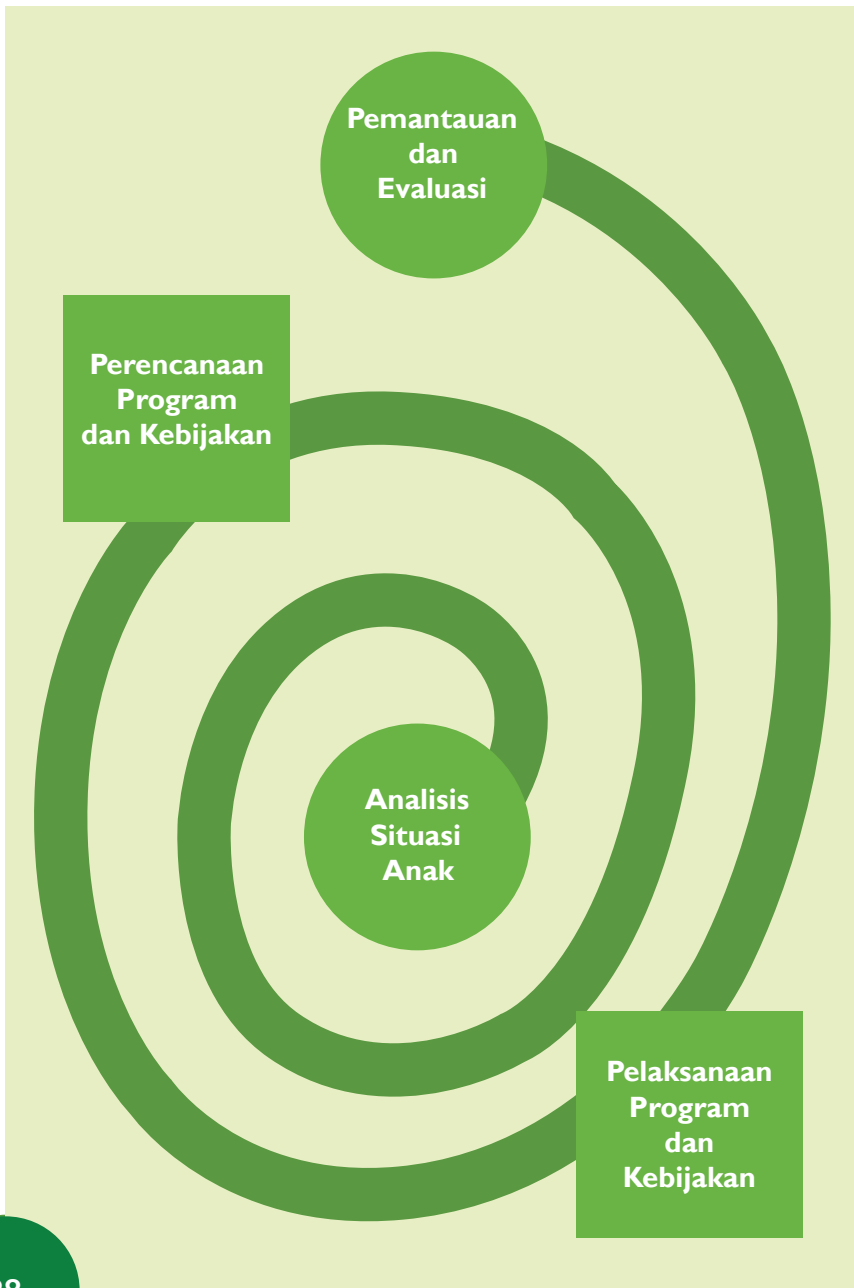 Pemantauan
dan
Evaluasi
Perencanaan
Program
dan Kebijakan
Analisis
Situasi
Anak
Pelaksanaan
Program
dan
Kebijakan